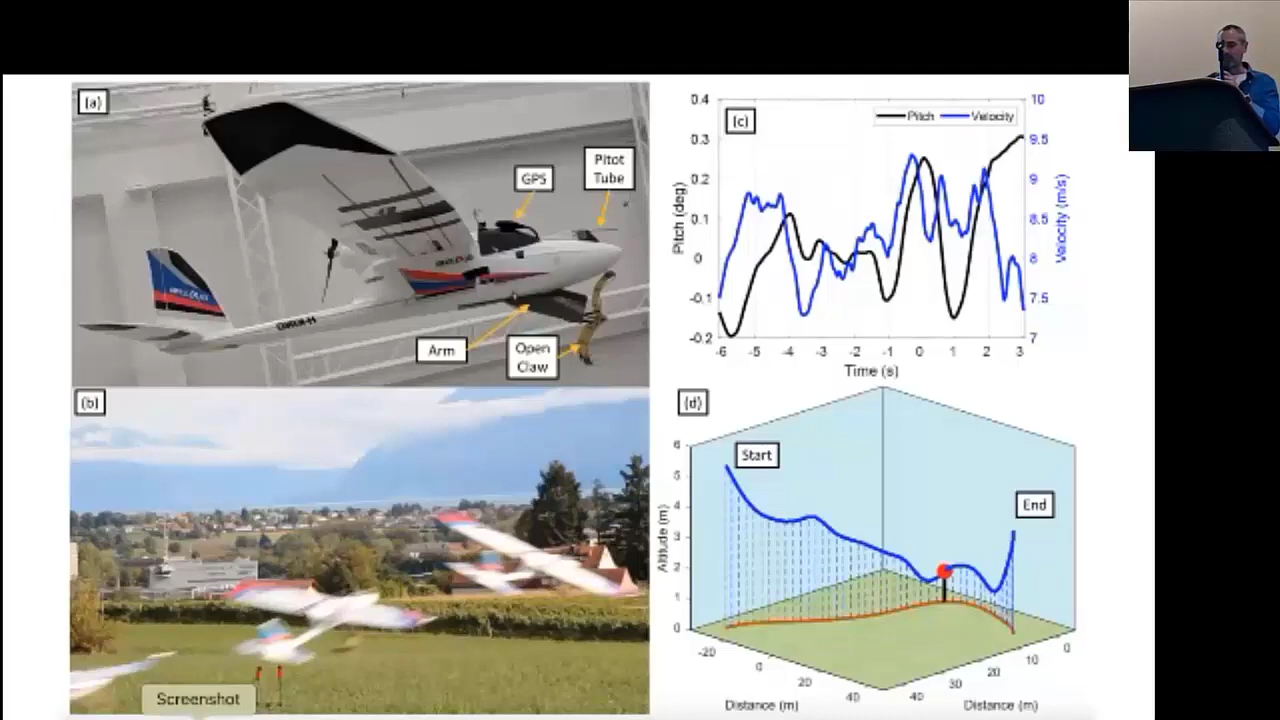 (a)
GPS
Pitot
Tube
Arm
Open
Claw
(b)
Screenshot
(c)
Pitch
Velocity
0.4
0.3
0.2
0.1
0
-0.1
-0.2
Pitch (deg)
10
9.5
9
8.5
8
7.5
7
Velocity (m/s)
-6 -5 -4 -3 -2 -1 0 1 2 3
Time (s)
(d)
Start
End
6
5
4
3
2
1
0
Altitude (m)
-20
0
20
40
Distance (m)
40
30
20
10
0
Distance (m)